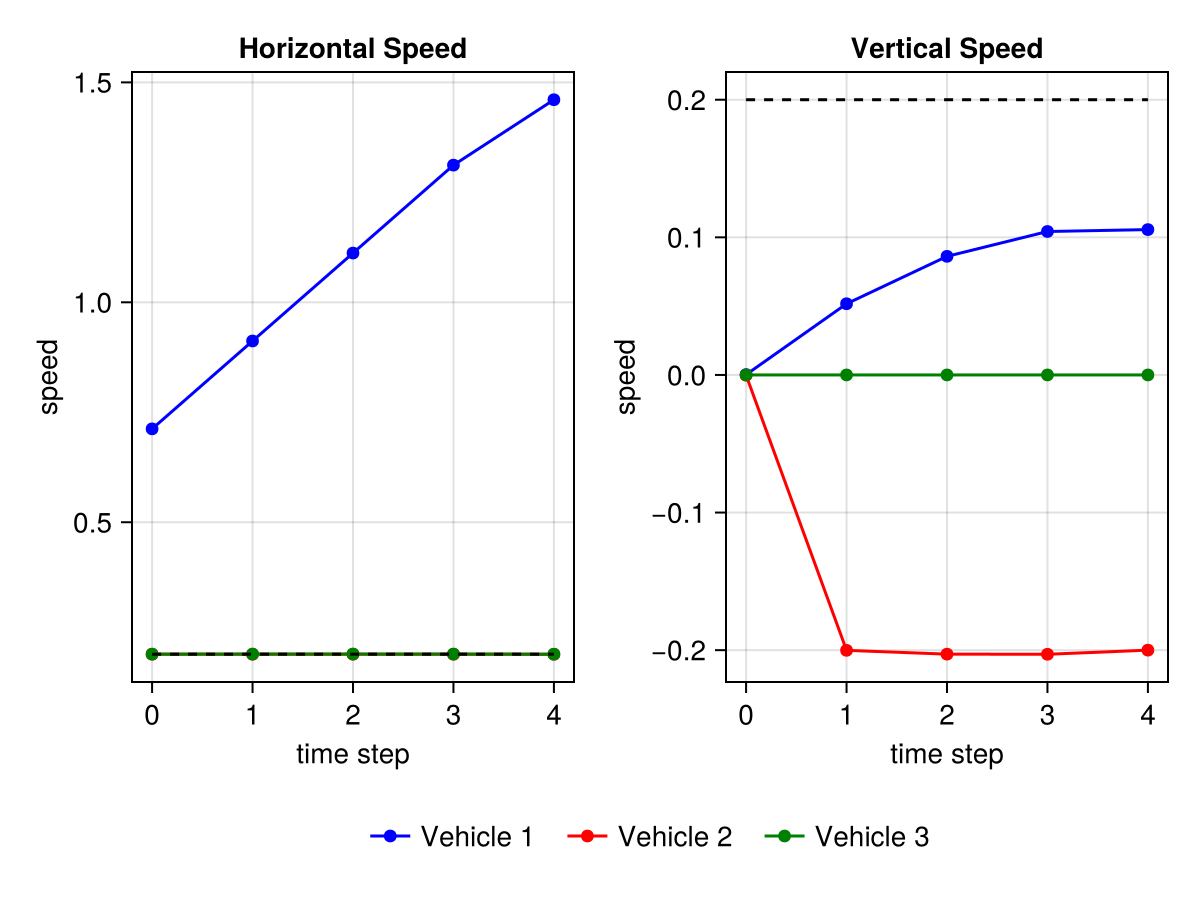 Horizontal Speed
1.5
1.0
0.5
speed
0 1 2 3 4
time step
Vertical Speed
0.2
0.1
0.0
−0.1
−0.2
speed
0 1 2 3 4
time step
Vehicle 1 Vehicle 2 Vehicle 3